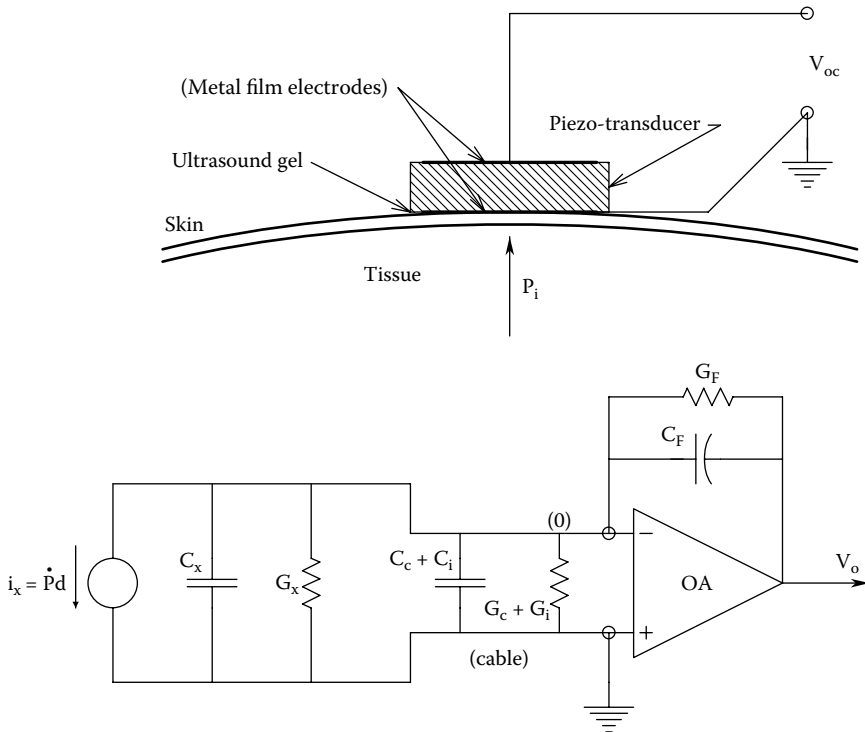 V_oc
(Metal film electrodes)
Piezo-transducer
Ultrasound gel
Skin
Tissue
P_i
G_F
C_F
(0)
C_x
C_c + C_i
−
i_x = Ṗd
G_x
OA
V_o
G_c + G_i
+
(cable)